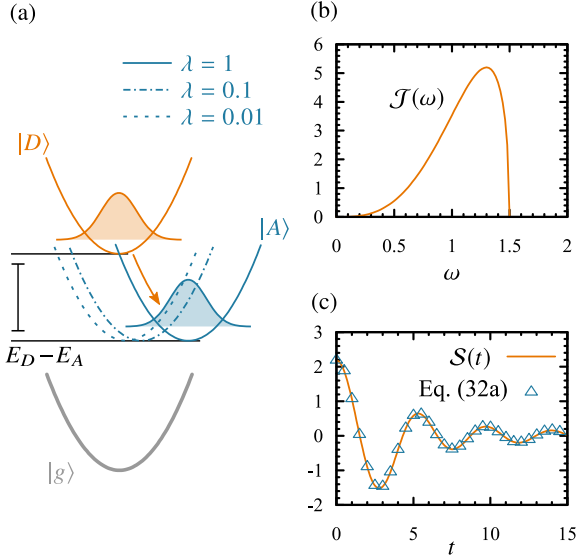 (a)
λ = 1
λ = 0.1
λ = 0.01
|D⟩
|A⟩
E_D − E_A
|g⟩
(b)
6
5
4
3
2
1
0
𝒥(ω)
0 0.5 1 1.5 2
ω
(c)
3
2
1
0
-1
-2
𝒮(t)
Eq. (32a)
0 5 10 15
t